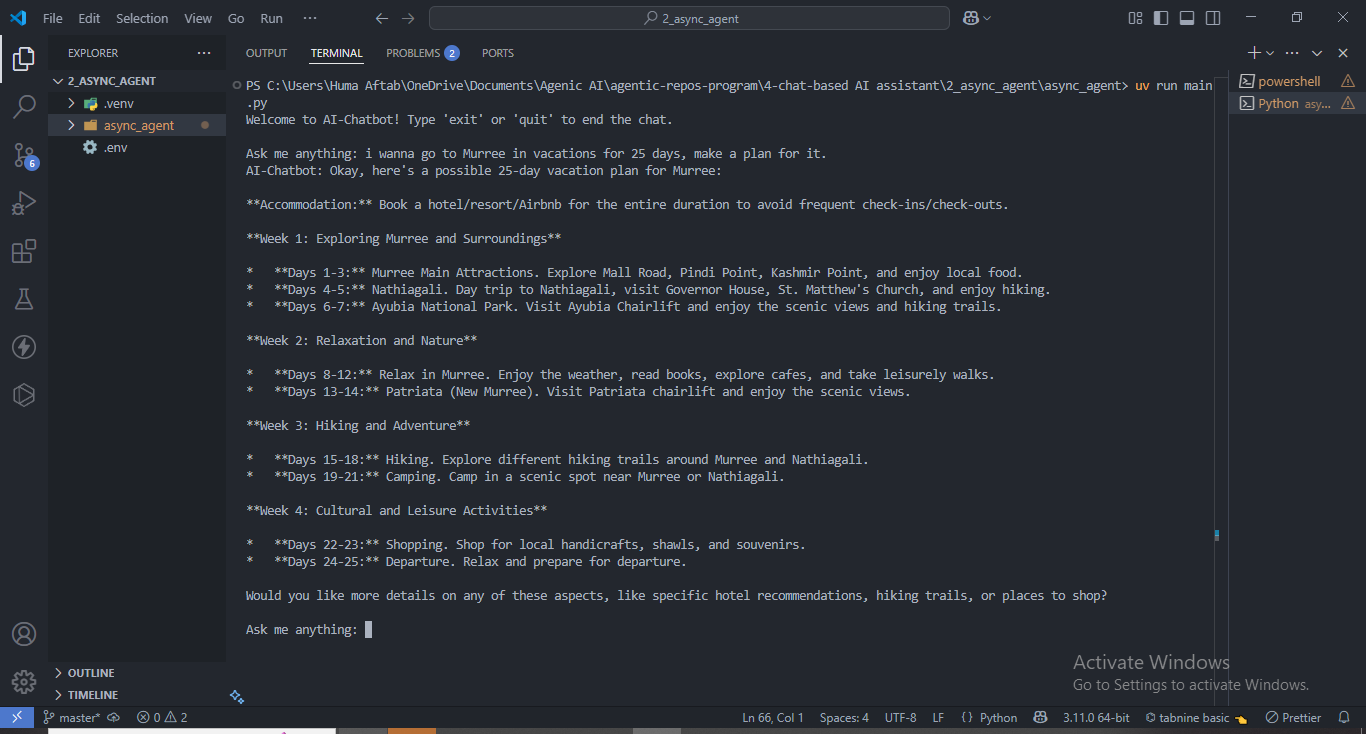 File Edit Selection View Go Run ··· 2_async_agent
EXPLORER ···
2_ASYNC_AGENT
.venv
async_agent
.env
6
OUTLINE
TIMELINE
OUTPUT TERMINAL PROBLEMS 2 PORTS
PS C:\Users\Huma Aftab\OneDrive\Documents\Agenic AI\agentic-repos-program\4-chat-based AI assistant\2_async_agent\async_agent> uv run main
.py
Welcome to AI-Chatbot! Type 'exit' or 'quit' to end the chat.
Ask me anything: i wanna go to Murree in vacations for 25 days, make a plan for it.
AI-Chatbot: Okay, here's a possible 25-day vacation plan for Murree:
**Accommodation:** Book a hotel/resort/Airbnb for the entire duration to avoid frequent check-ins/check-outs.
**Week 1: Exploring Murree and Surroundings**
* **Days 1-3:** Murree Main Attractions. Explore Mall Road, Pindi Point, Kashmir Point, and enjoy local food.
* **Days 4-5:** Nathiagali. Day trip to Nathiagali, visit Governor House, St. Matthew's Church, and enjoy hiking.
* **Days 6-7:** Ayubia National Park. Visit Ayubia Chairlift and enjoy the scenic views and hiking trails.
**Week 2: Relaxation and Nature**
* **Days 8-12:** Relax in Murree. Enjoy the weather, read books, explore cafes, and take leisurely walks.
* **Days 13-14:** Patriata (New Murree). Visit Patriata chairlift and enjoy the scenic views.
**Week 3: Hiking and Adventure**
* **Days 15-18:** Hiking. Explore different hiking trails around Murree and Nathiagali.
* **Days 19-21:** Camping. Camp in a scenic spot near Murree or Nathiagali.
**Week 4: Cultural and Leisure Activities**
* **Days 22-23:** Shopping. Shop for local handicrafts, shawls, and souvenirs.
* **Days 24-25:** Departure. Relax and prepare for departure.
Would you like more details on any of these aspects, like specific hotel recommendations, hiking trails, or places to shop?
Ask me anything:
powershell
Python asy...
Activate Windows
Go to Settings to activate Windows.
master* 0 2 Ln 66, Col 1 Spaces: 4 UTF-8 LF {} Python 3.11.0 64-bit tabnine basic Prettier